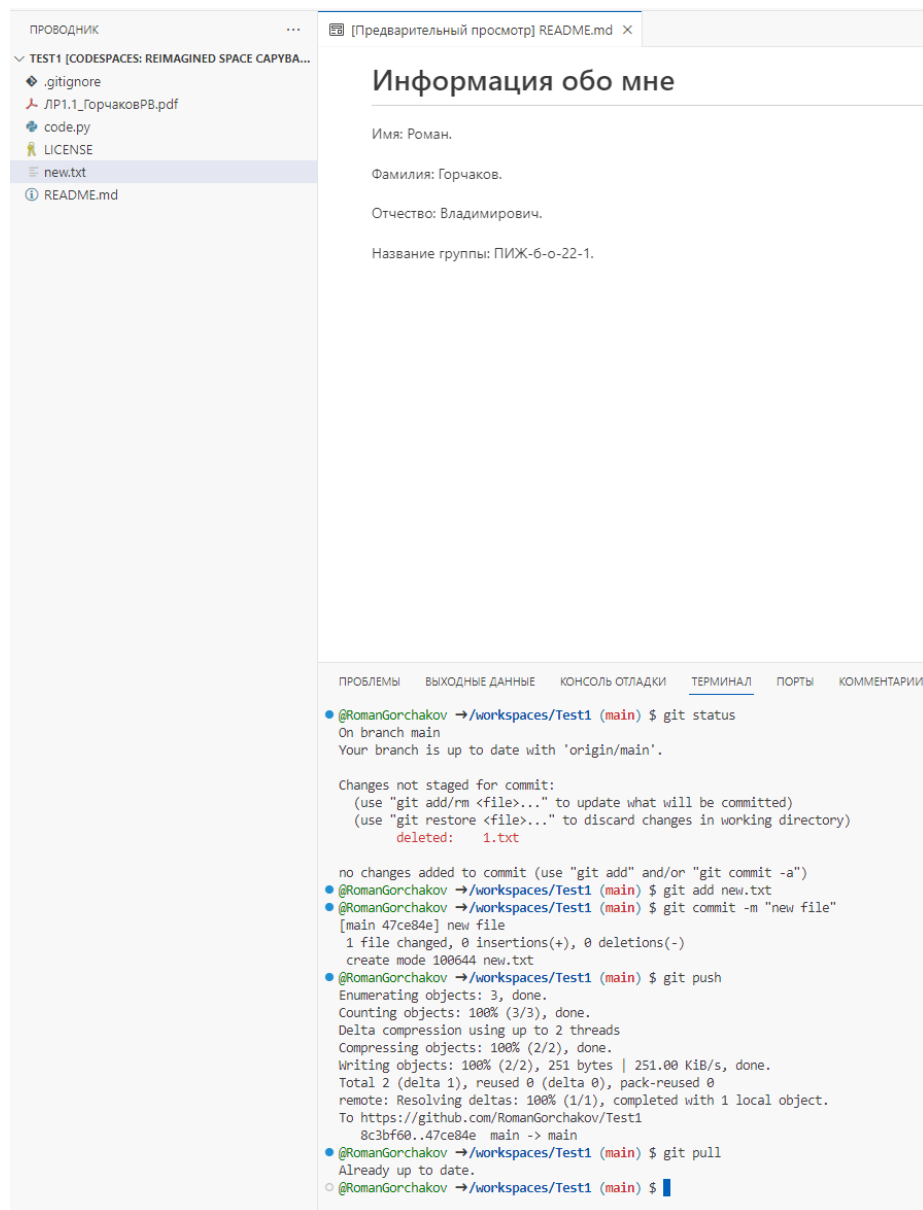 ПРОВОДНИК ...
TEST1 [CODESPACES: REIMAGINED SPACE CAPYBA...
.gitignore
ЛР1.1_ГорчаковРВ.pdf
code.py
LICENSE
new.txt
README.md
[Предварительный просмотр] README.md ×
Информация обо мне
Имя: Роман.
Фамилия: Горчаков.
Отчество: Владимирович.
Название группы: ПИЖ-б-о-22-1.
ПРОБЛЕМЫ ВЫХОДНЫЕ ДАННЫЕ КОНСОЛЬ ОТЛАДКИ ТЕРМИНАЛ ПОРТЫ КОММЕНТАРИИ
@RomanGorchakov →/workspaces/Test1 (main) $ git status
On branch main
Your branch is up to date with 'origin/main'.
Changes not staged for commit:
(use "git add/rm <file>..." to update what will be committed)
(use "git restore <file>..." to discard changes in working directory)
deleted: 1.txt
no changes added to commit (use "git add" and/or "git commit -a")
@RomanGorchakov →/workspaces/Test1 (main) $ git add new.txt
@RomanGorchakov →/workspaces/Test1 (main) $ git commit -m "new file"
[main 47ce84e] new file
1 file changed, 0 insertions(+), 0 deletions(-)
create mode 100644 new.txt
@RomanGorchakov →/workspaces/Test1 (main) $ git push
Enumerating objects: 3, done.
Counting objects: 100% (3/3), done.
Delta compression using up to 2 threads
Compressing objects: 100% (2/2), done.
Writing objects: 100% (2/2), 251 bytes | 251.00 KiB/s, done.
Total 2 (delta 1), reused 0 (delta 0), pack-reused 0
remote: Resolving deltas: 100% (1/1), completed with 1 local object.
To https://github.com/RomanGorchakov/Test1
8c3bf60..47ce84e main -> main
@RomanGorchakov →/workspaces/Test1 (main) $ git pull
Already up to date.
@RomanGorchakov →/workspaces/Test1 (main) $